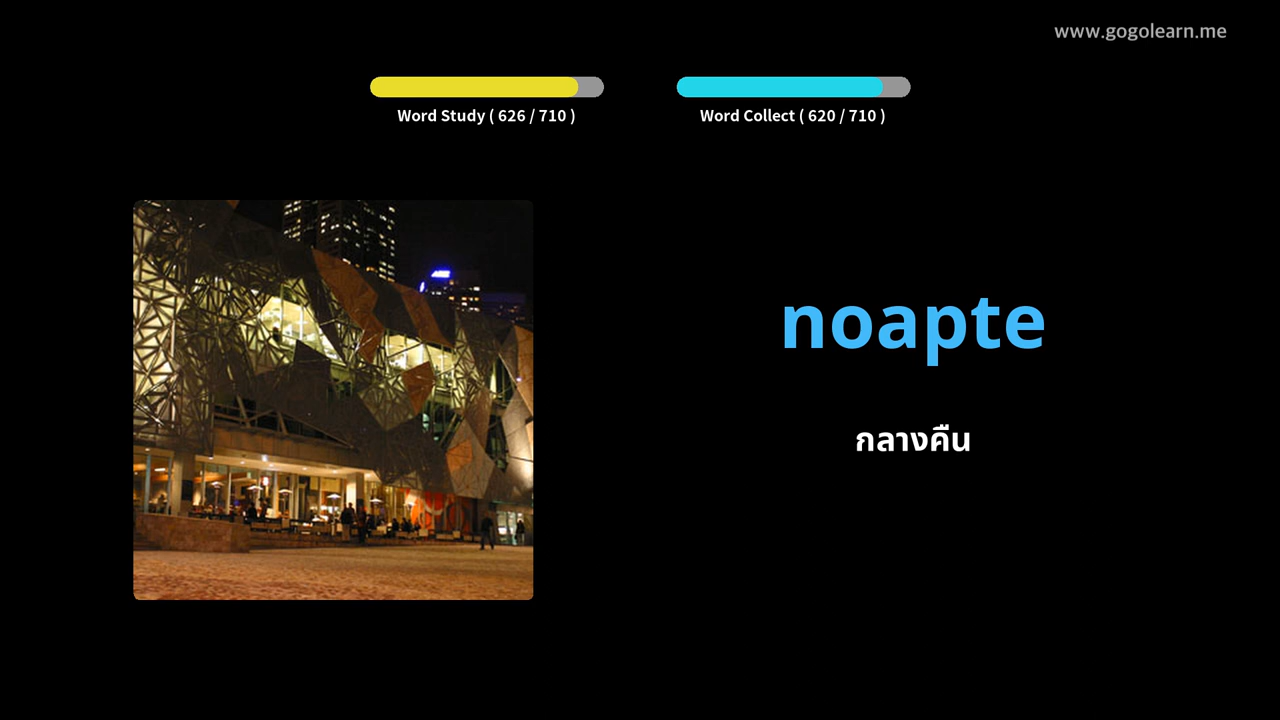 www.gogolearn.me
Word Study ( 626 / 710 )
Word Collect ( 620 / 710 )
noapte
กลางคืน